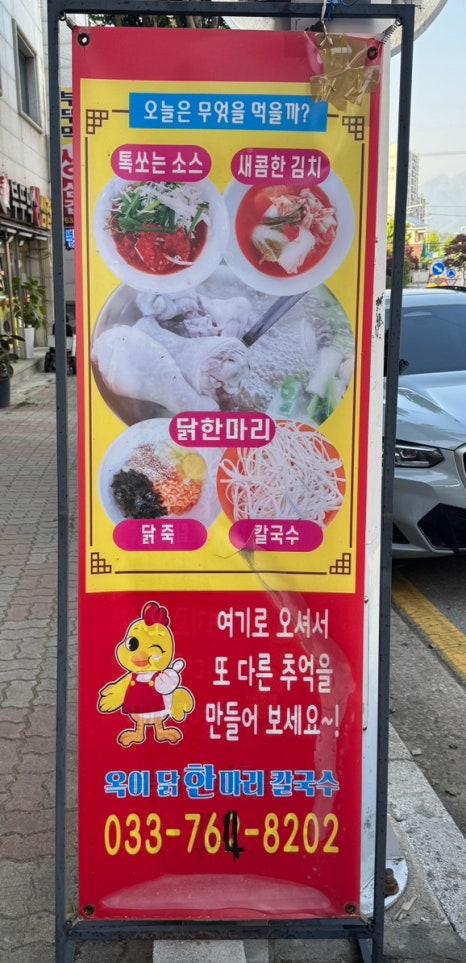 오늘은 무엇을 먹을까?
톡쏘는 소스
새콤한 김치
닭한마리
닭죽
칼국수
여기로 오셔서
또 다른 추억을
만들어 보세요~!
옥이 닭한마리 칼국수
033-764-8202